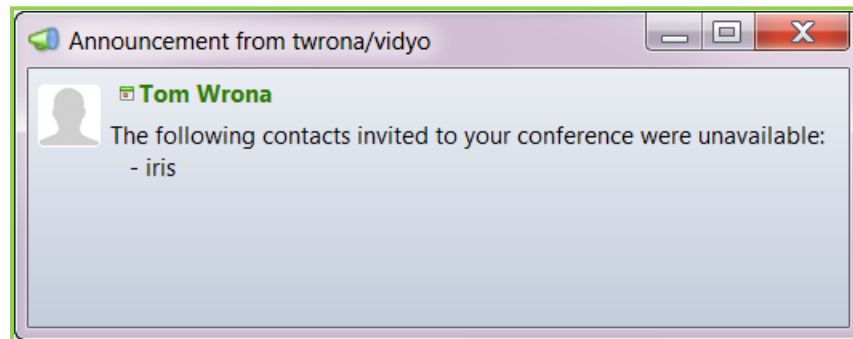 Announcement from twrona/vidyo
Tom Wrona
The following contacts invited to your conference were unavailable:
- iris